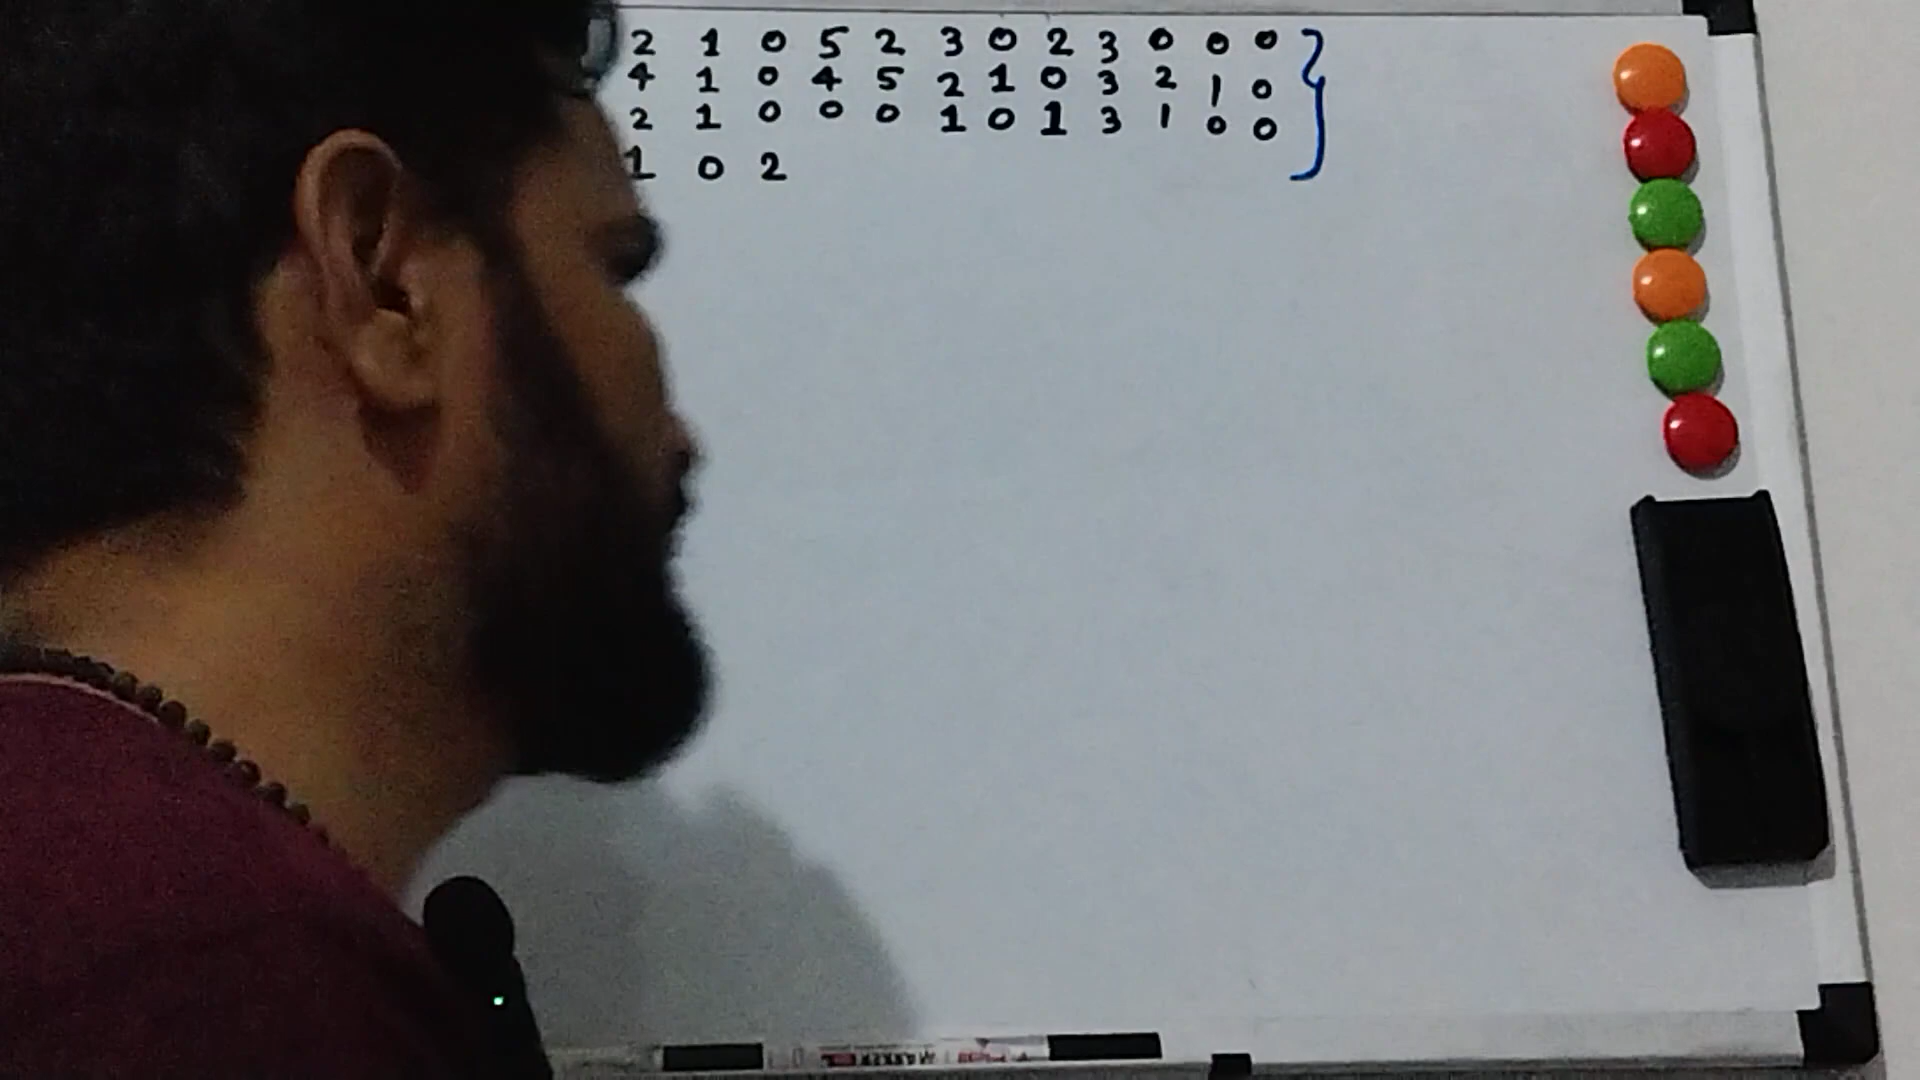 2 1 0 5 2 3 0 2 3 0 0 0
4 1 0 4 5 2 1 0 3 2 1 0
2 1 0 0 0 1 0 1 3 1 0 0
1 0 2
MARKER